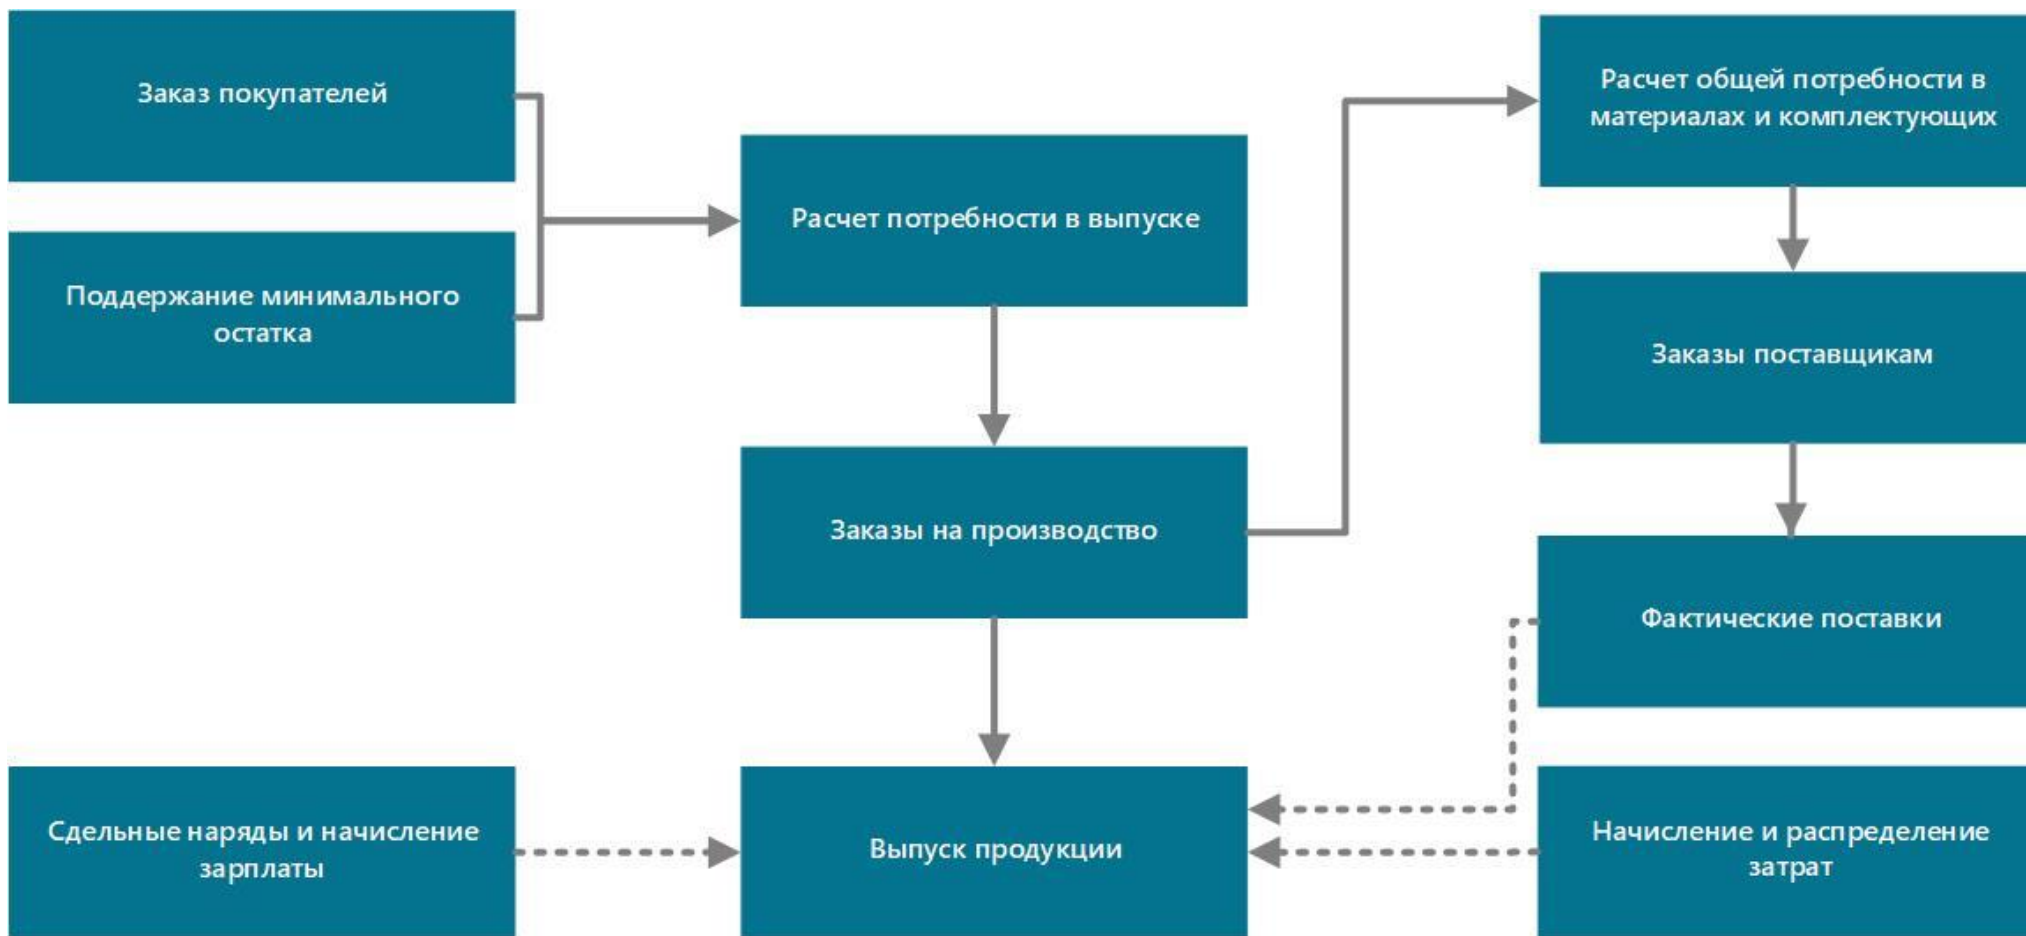 Заказ покупателей
Поддержание минимального
остатка
Расчет потребности в выпуске
Заказы на производство
Расчет общей потребности в
материалах и комплектующих
Заказы поставщикам
Фактические поставки
Сдельные наряды и начисление
зарплаты
Выпуск продукции
Начисление и распределение
затрат